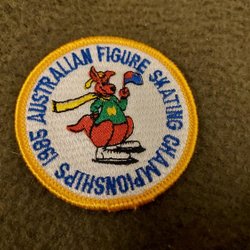 1985 AUSTRALIAN FIGURE SKATING CHAMPIONSHIPS